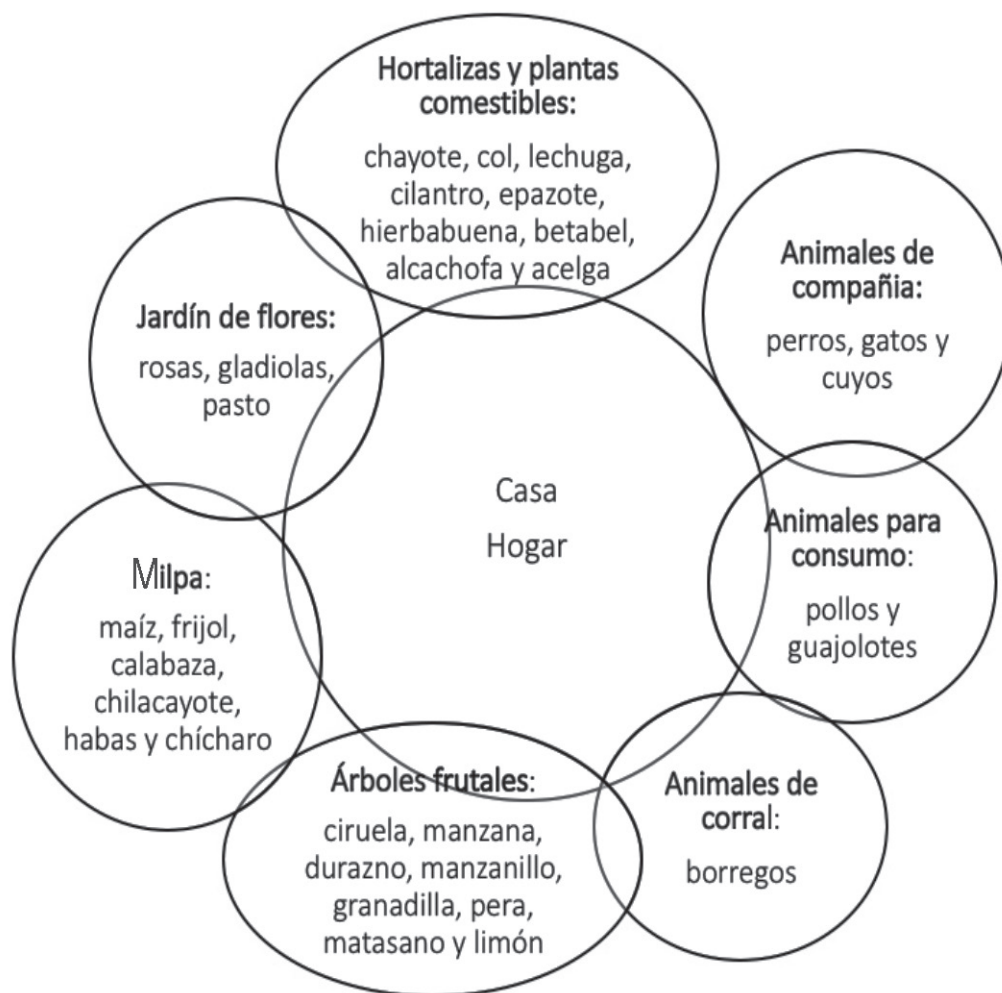 Hortalizas y plantas
comestibles:
chayote, col, lechuga,
cilantro, epazote,
hierbabuena, betabel,
alcachofa y acelga
Animales de
compañia:
perros, gatos y
cuyos
Jardín de flores:
rosas, gladiolas,
pasto
Casa
Hogar
Animales para
consumo:
pollos y
guajolotes
Milpa:
maíz, frijol,
calabaza,
chilacayote,
habas y chícharo
Árboles frutales:
ciruela, manzana,
durazno, manzanillo,
granadilla, pera,
matasano y limón
Animales de
corral:
borregos